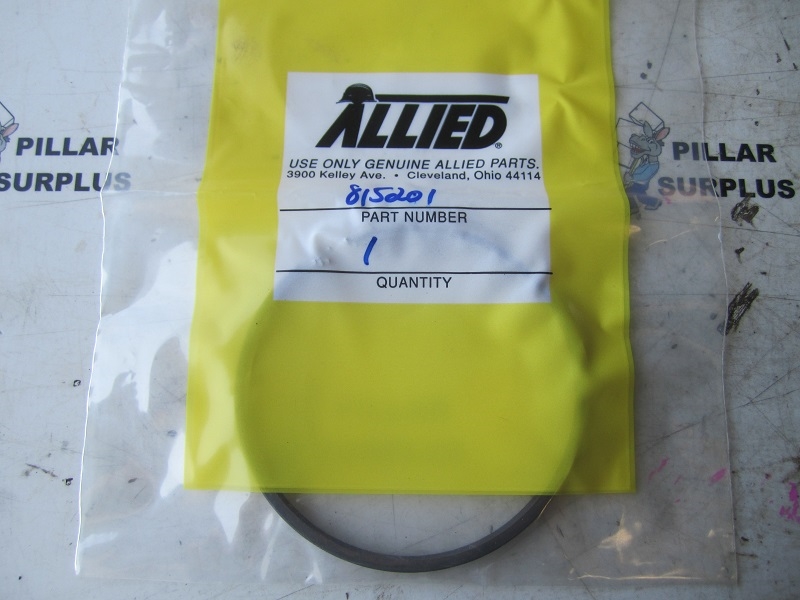 ALLIED®
USE ONLY GENUINE ALLIED PARTS.
3900 Kelley Ave. • Cleveland, Ohio 44114
815201
PART NUMBER
1
QUANTITY
PILLAR
SURPLUS
PILLAR
SURPLUS